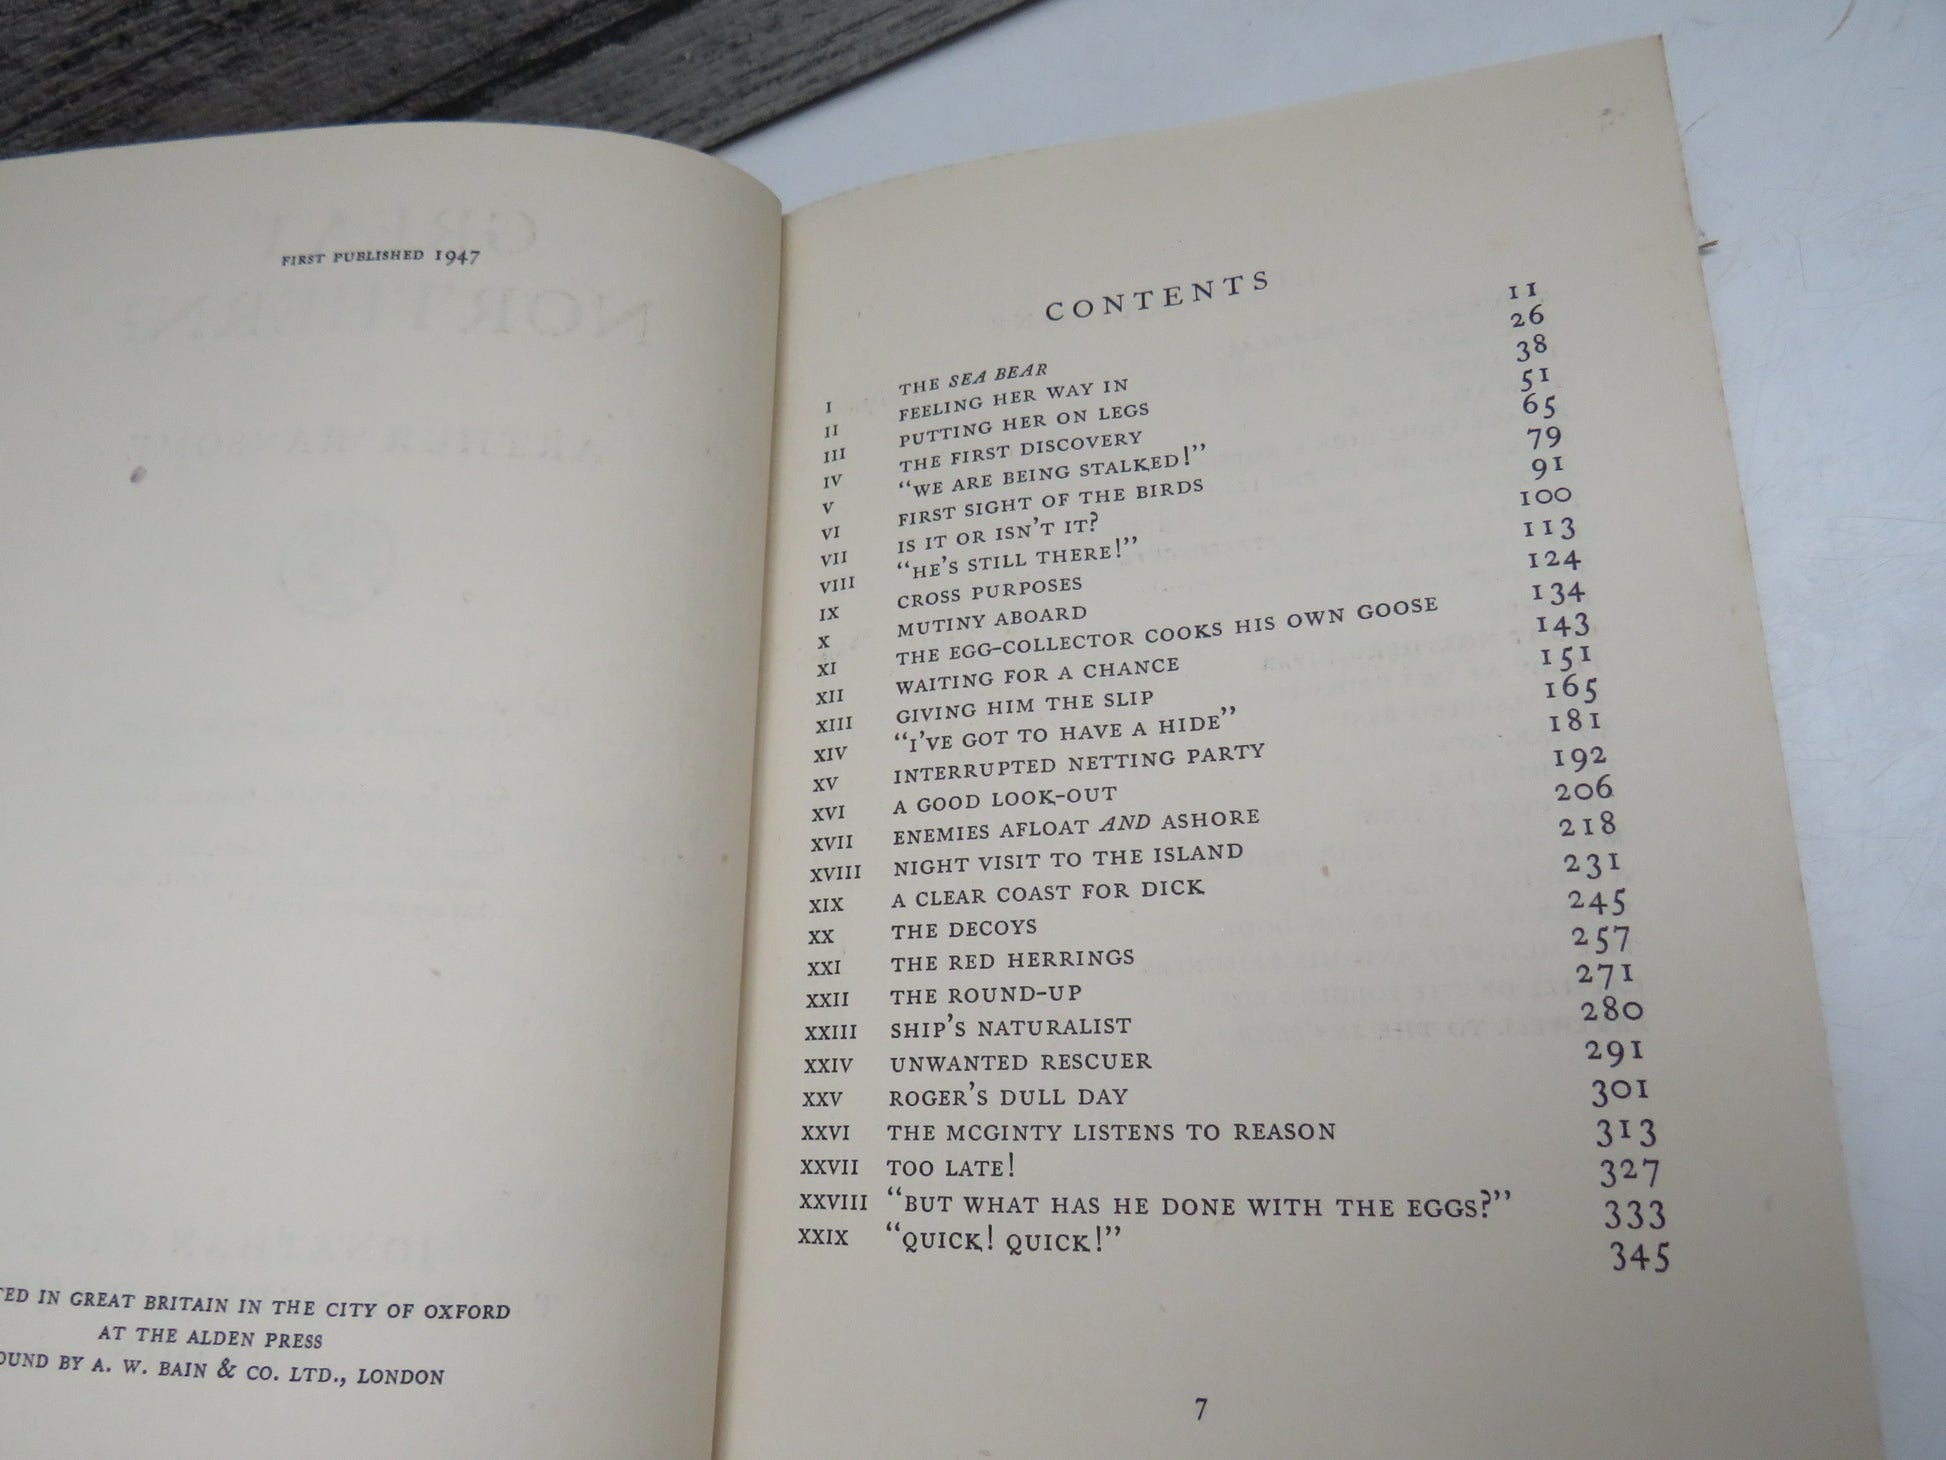 FIRST PUBLISHED 1947
TED IN GREAT BRITAIN IN THE CITY OF OXFORD
AT THE ALDEN PRESS
OUND BY A. W. BAIN & CO. LTD., LONDON
CONTENTS
I THE SEA BEAR 11
II FEELING HER WAY IN 26
III PUTTING HER ON LEGS 38
IV THE FIRST DISCOVERY 51
V “WE ARE BEING STALKED!” 65
VI FIRST SIGHT OF THE BIRDS 79
VII IS IT OR ISN’T IT? 91
VIII “HE’S STILL THERE!” 100
IX CROSS PURPOSES 113
X MUTINY ABOARD 124
XI THE EGG-COLLECTOR COOKS HIS OWN GOOSE 134
XII WAITING FOR A CHANCE 143
XIII GIVING HIM THE SLIP 151
XIV “I’VE GOT TO HAVE A HIDE” 165
XV INTERRUPTED NETTING PARTY 181
XVI A GOOD LOOK-OUT 192
XVII ENEMIES AFLOAT AND ASHORE 206
XVIII NIGHT VISIT TO THE ISLAND 218
XIX A CLEAR COAST FOR DICK 231
XX THE DECOYS 245
XXI THE RED HERRINGS 257
XXII THE ROUND-UP 271
XXIII SHIP’S NATURALIST 280
XXIV UNWANTED RESCUER 291
XXV ROGER’S DULL DAY 301
XXVI THE MCGINTY LISTENS TO REASON 313
XXVII TOO LATE! 327
XXVIII “BUT WHAT HAS HE DONE WITH THE EGGS?” 333
XXIX “QUICK! QUICK!” 345
7